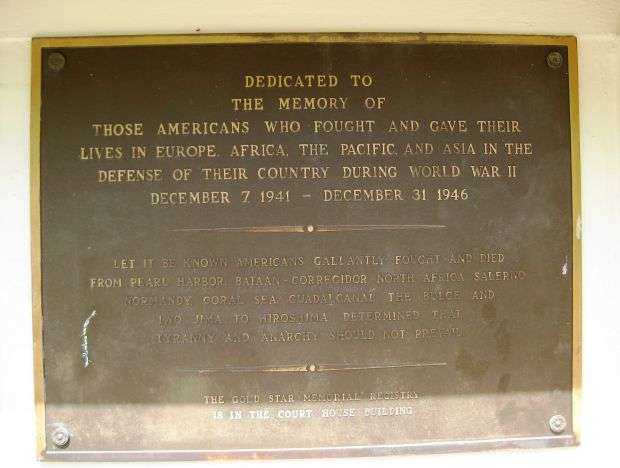 DEDICATED TO
THE MEMORY OF
THOSE AMERICANS WHO FOUGHT AND GAVE THEIR
LIVES IN EUROPE, AFRICA, THE PACIFIC, AND ASIA IN THE
DEFENSE OF THEIR COUNTRY DURING WORLD WAR II
DECEMBER 7, 1941 – DECEMBER 31 1946
LET IT BE KNOWN AMERICANS GALLANTLY FOUGHT AND DIED
FROM PEARL HARBOR, BATAAN-CORREGIDOR NORTH AFRICA SALERNO
NORMANDY CORAL SEA GUADALCANAL THE BULGE AND
IWO JIMA TO HIROSHIMA DETERMINED THAT
TYRANNY AND ANARCHY SHOULD NOT PREVAIL
THE GOLD STAR MEMORIAL REGISTRY
IS IN THE COURT HOUSE BUILDING